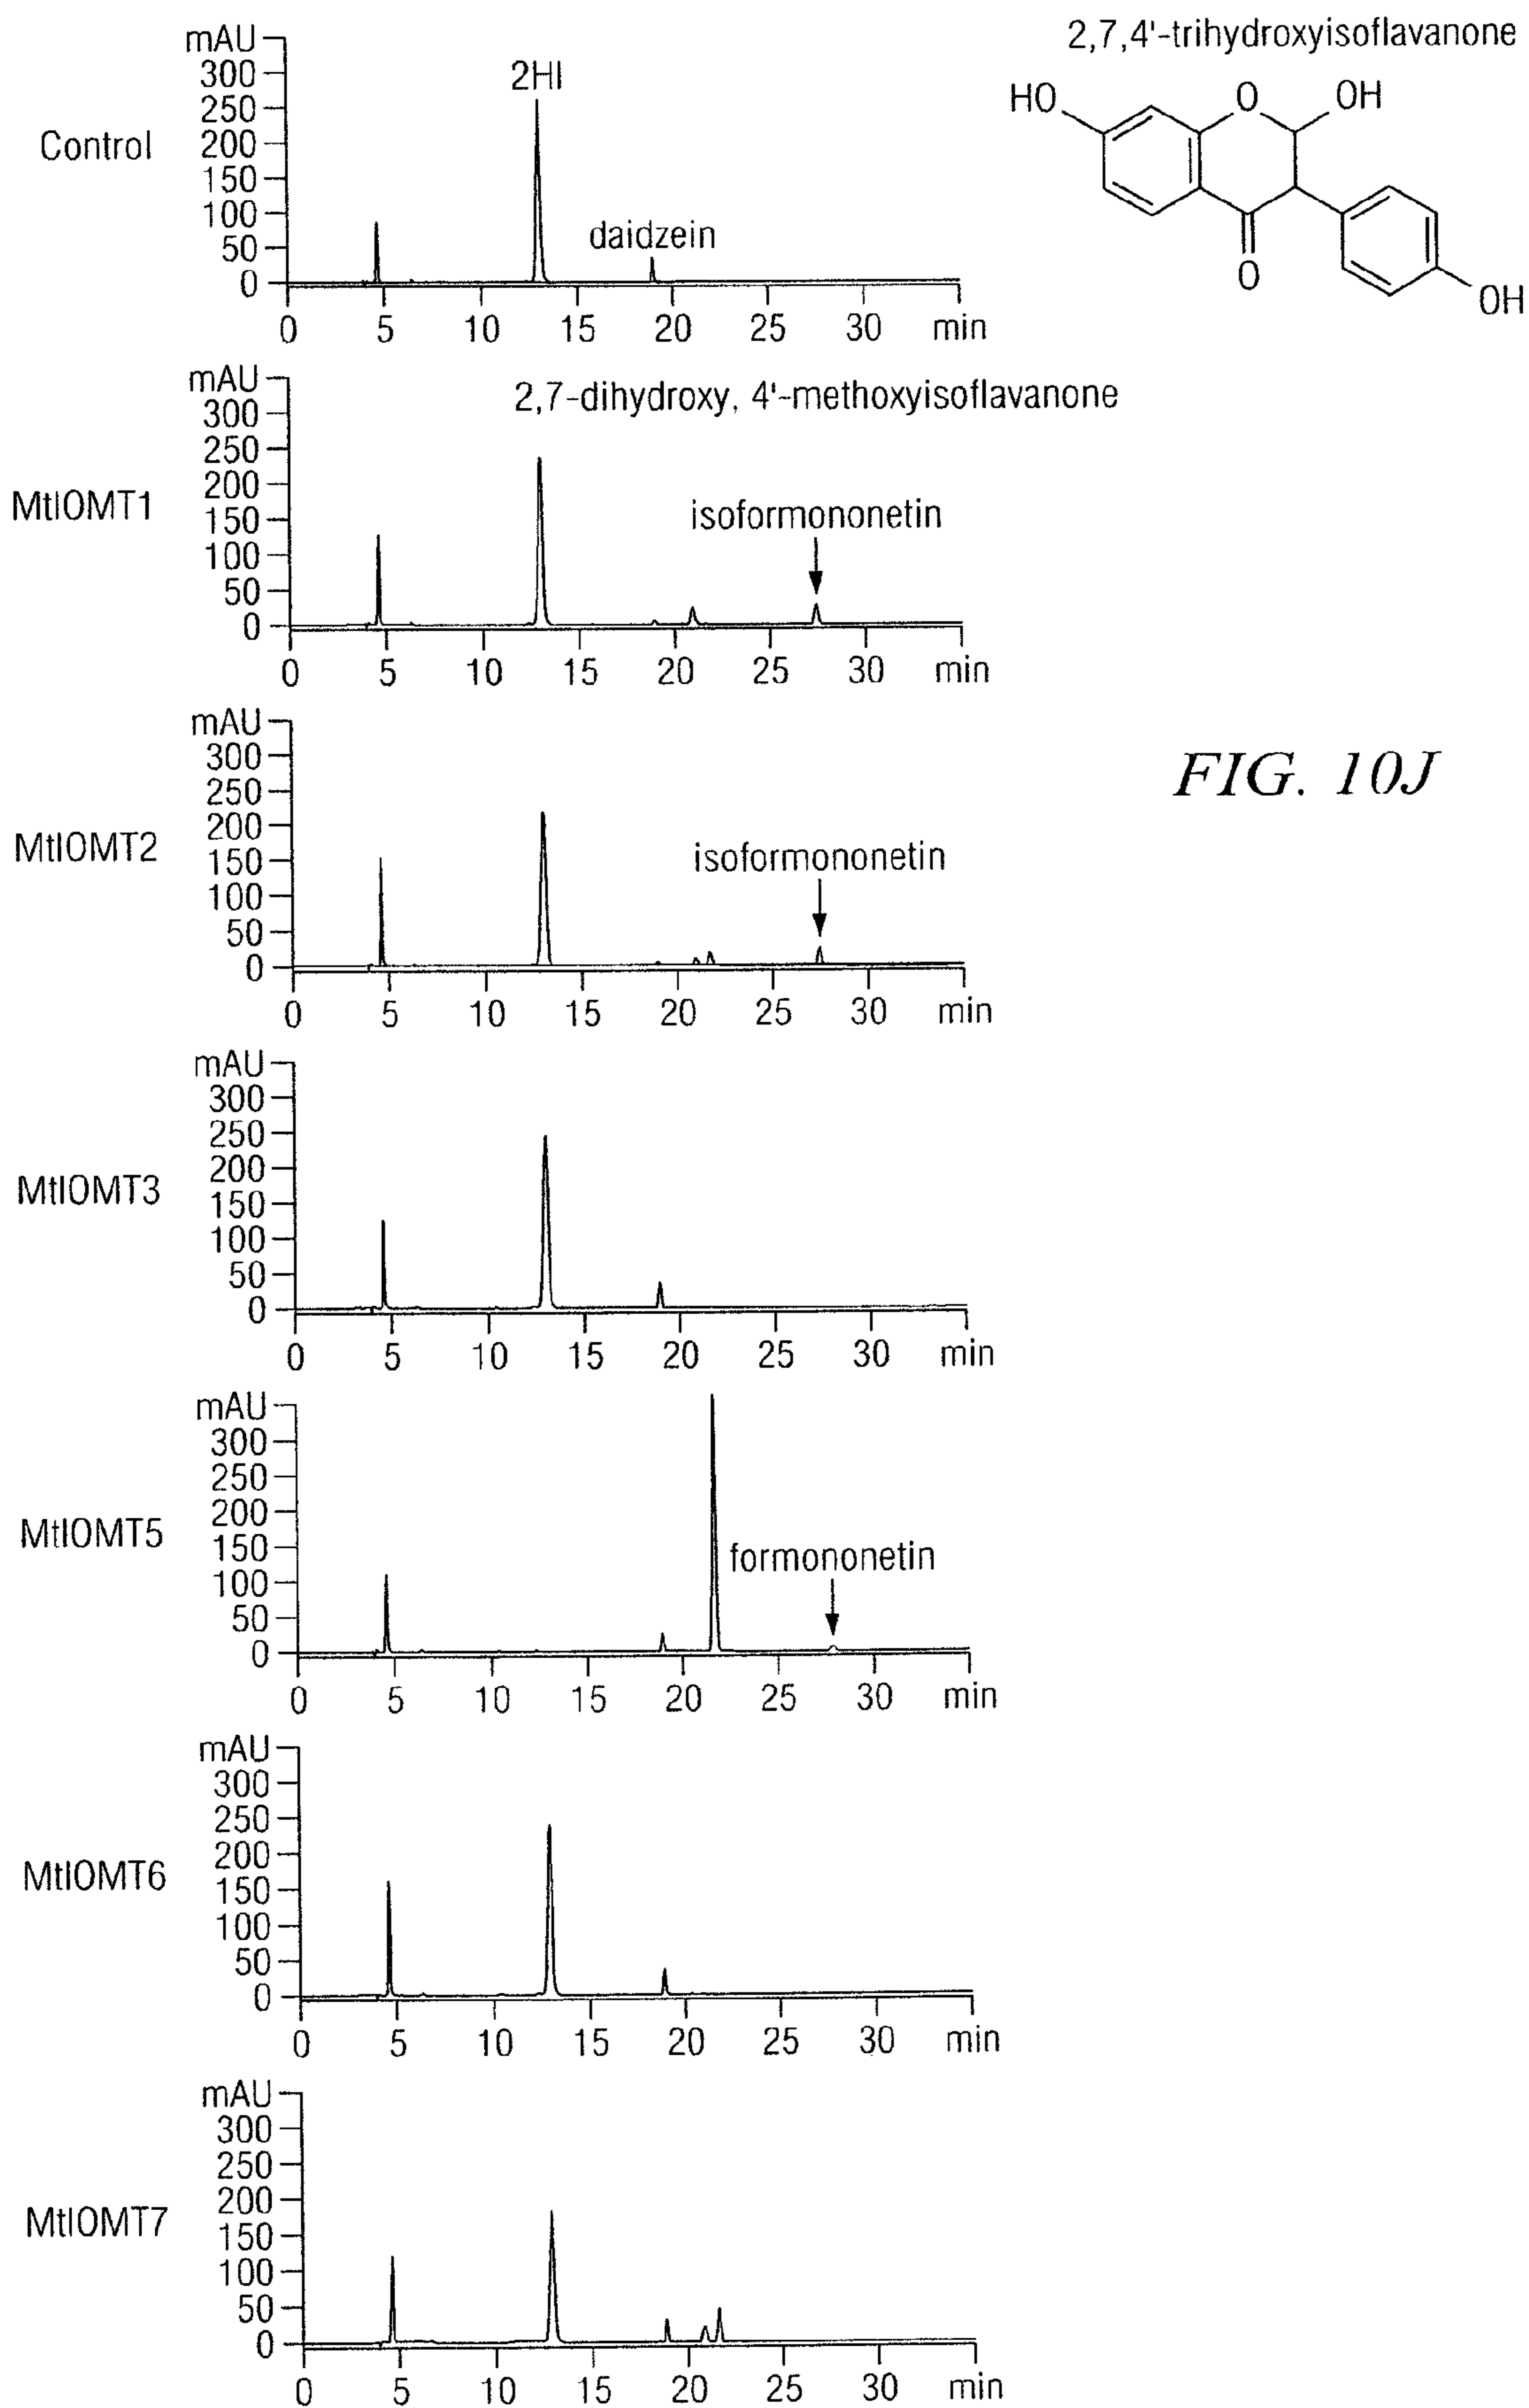 2,7,4'-trihydroxyisoflavanone
HO
O
OH
O
OH
Control
mAU
300
250
200
150
100
50
0
2HI
daidzein
0 5 10 15 20 25 30 min
MtIOMT1
mAU
300
250
200
150
100
50
0
2,7-dihydroxy, 4'-methoxyisoflavanone
isoformononetin
0 5 10 15 20 25 30 min
FIG. 10J
MtIOMT2
mAU
300
250
200
150
100
50
0
isoformononetin
0 5 10 15 20 25 30 min
MtIOMT3
mAU
300
250
200
150
100
50
0
0 5 10 15 20 25 30 min
MtIOMT5
mAU
300
250
200
150
100
50
0
formononetin
0 5 10 15 20 25 30 min
MtIOMT6
mAU
300
250
200
150
100
50
0
0 5 10 15 20 25 30 min
MtIOMT7
mAU
300
250
200
150
100
50
0
0 5 10 15 20 25 30 min